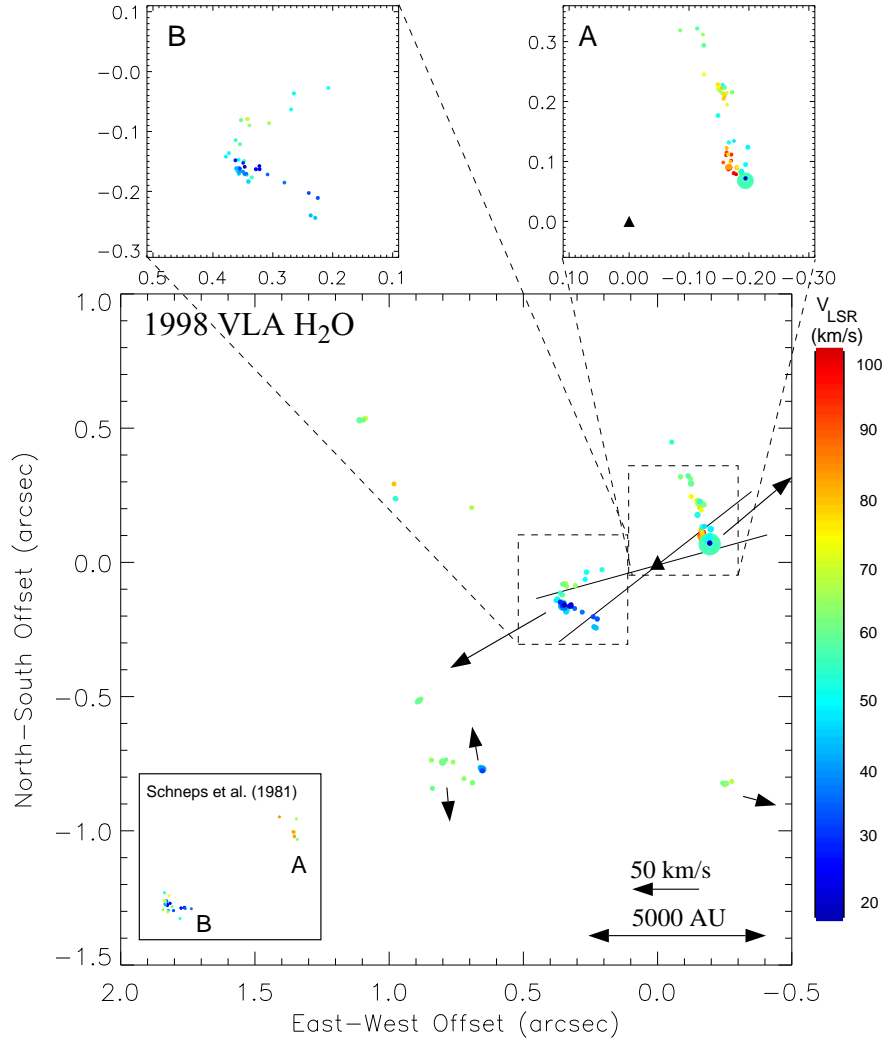 B
A
0.1
−0.0
−0.1
−0.2
−0.3
0.5 0.4 0.3 0.2 0.1
0.3
0.2
0.1
0.0
0.10 0.00 −0.10 −0.20 −0.30
1998 VLA H₂O
V_LSR
(km/s)
100
90
80
70
60
50
40
30
20
1.0
0.5
0.0
−0.5
−1.0
−1.5
North−South Offset (arcsec)
Schneps et al. (1981)
A
B
50 km/s
5000 AU
2.0 1.5 1.0 0.5 0.0 −0.5
East−West Offset (arcsec)